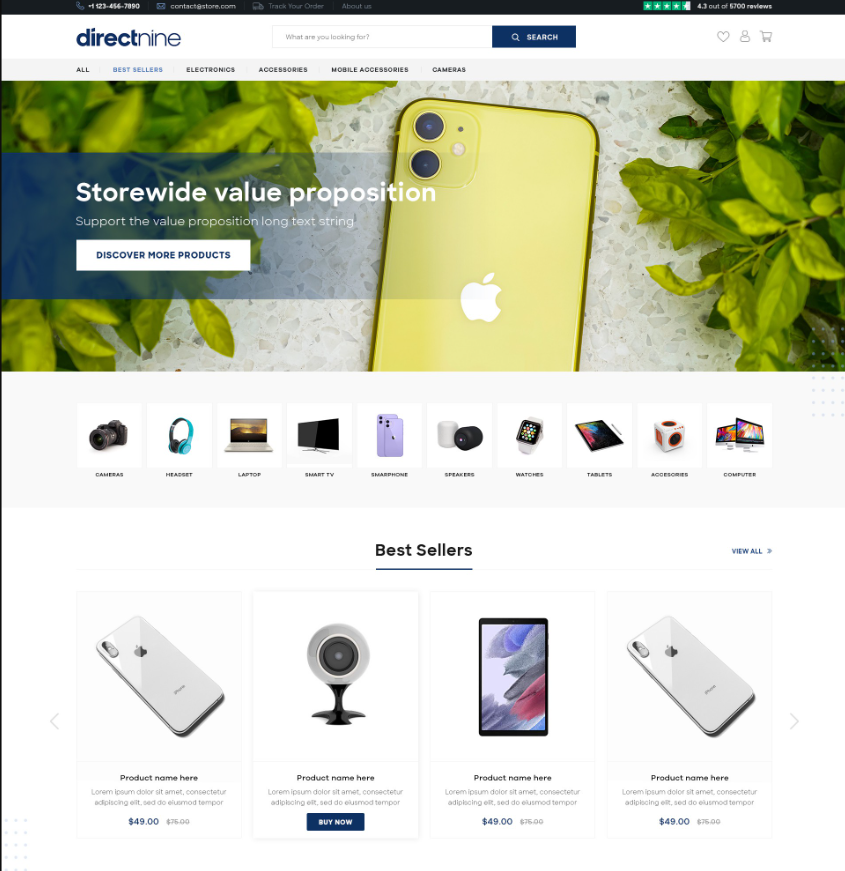 +1 123-456-7890 contact@store.com Track Your Order About us 4.3 out of 5700 reviews
directnine What are you looking for? SEARCH
ALL BEST SELLERS ELECTRONICS ACCESSORIES MOBILE ACCESSORIES CAMERAS
Storewide value proposition
Support the value proposition long text string
DISCOVER MORE PRODUCTS
CAMERAS HEADSET LAPTOP SMART TV SMARPHONE SPEAKERS WATCHES TABLETS ACCESORIES COMPUTER
Best Sellers
VIEW ALL
iPhone
iPhone
Product name here
Lorem ipsum dolor sit amet, consectetur
adipiscing elit, sed do eiusmod tempor
$49.00 $75.00
Product name here
Lorem ipsum dolor sit amet, consectetur
adipiscing elit, sed do eiusmod tempor
BUY NOW
Product name here
Lorem ipsum dolor sit amet, consectetur
adipiscing elit, sed do eiusmod tempor
$49.00 $75.00
Product name here
Lorem ipsum dolor sit amet, consectetur
adipiscing elit, sed do eiusmod tempor
$49.00 $75.00